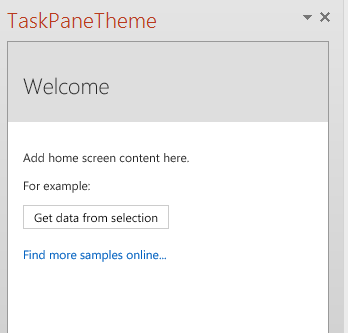 TaskPaneTheme
Welcome
Add home screen content here.
For example:
Get data from selection
Find more samples online...